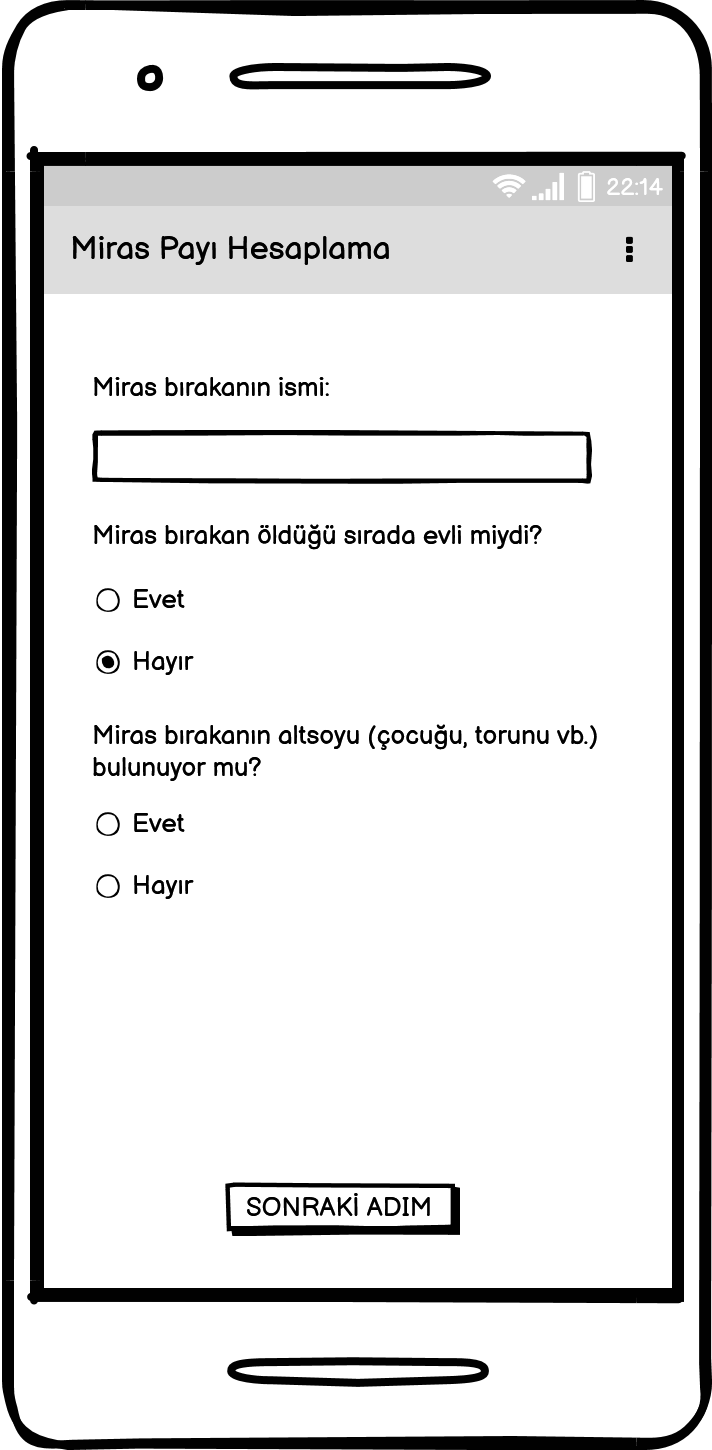 22:14
Miras Payı Hesaplama
Miras bırakanın ismi:
Miras bırakan öldüğü sırada evli miydi?
Evet
Hayır
Miras bırakanın altsoyu (çocuğu, torunu vb.)
bulunuyor mu?
Evet
Hayır
SONRAKİ ADIM